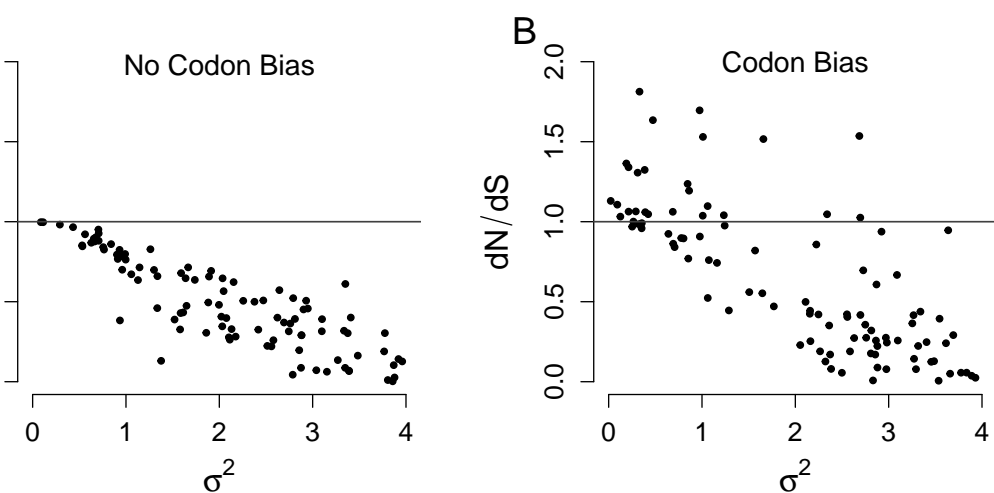 No Codon Bias
0 1 2 3 4
σ²
B
Codon Bias
dN/dS
2.0
1.5
1.0
0.5
0.0
0 1 2 3 4
σ²